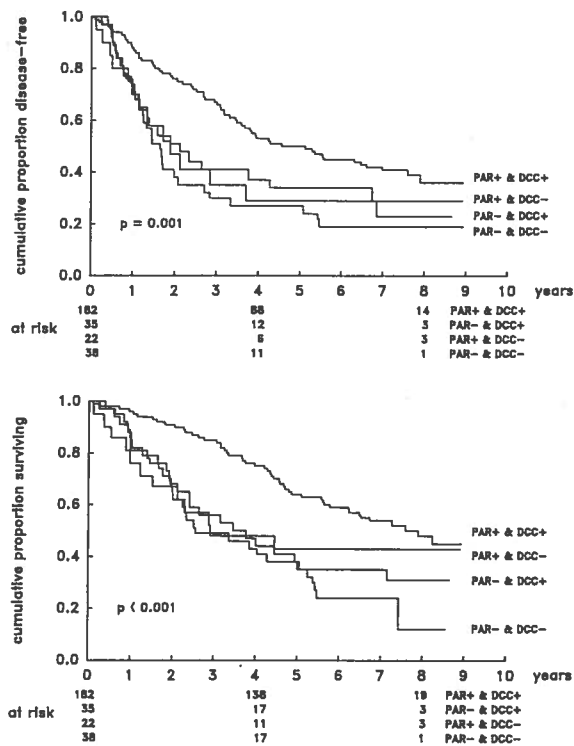 cumulative proportion disease-free
1.0
0.8
0.6
0.4
0.2
0.0
p = 0.001
PAR+ & DCC+
PAR+ & DCC-
PAR- & DCC+
PAR- & DCC-
0 1 2 3 4 5 6 7 8 9 10 years
at risk
182 88 14 PAR+ & DCC+
35 12 3 PAR- & DCC+
22 6 3 PAR+ & DCC-
38 11 1 PAR- & DCC-
cumulative proportion surviving
1.0
0.8
0.6
0.4
0.2
0.0
p < 0.001
PAR+ & DCC+
PAR+ & DCC-
PAR- & DCC+
PAR- & DCC-
0 1 2 3 4 5 6 7 8 9 10 years
at risk
182 138 19 PAR+ & DCC+
35 17 3 PAR- & DCC+
22 11 3 PAR+ & DCC-
38 17 1 PAR- & DCC-